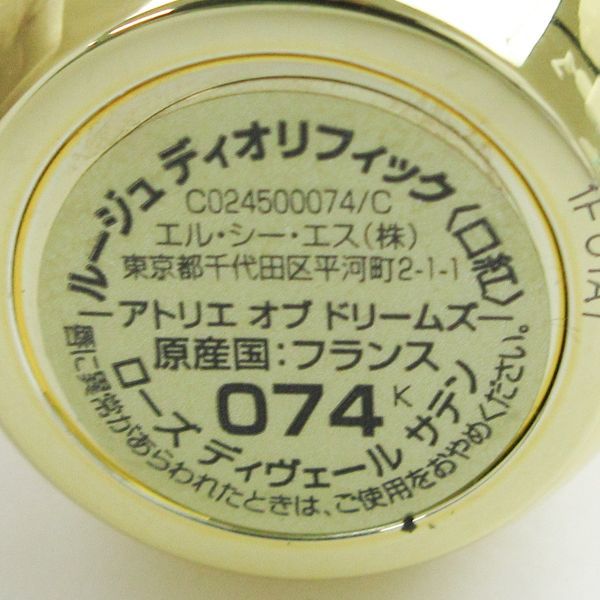 ルージュ ディオリフィック〈口紅〉
C024500074/C
エル・シー・エス(株)
東京都千代田区平河町2-1-1
アトリエ オブ ドリームズ
原産国:フランス
074 K
ローズ ディヴェール サテン
唇に異常があらわれたときは、ご使用をおやめください。